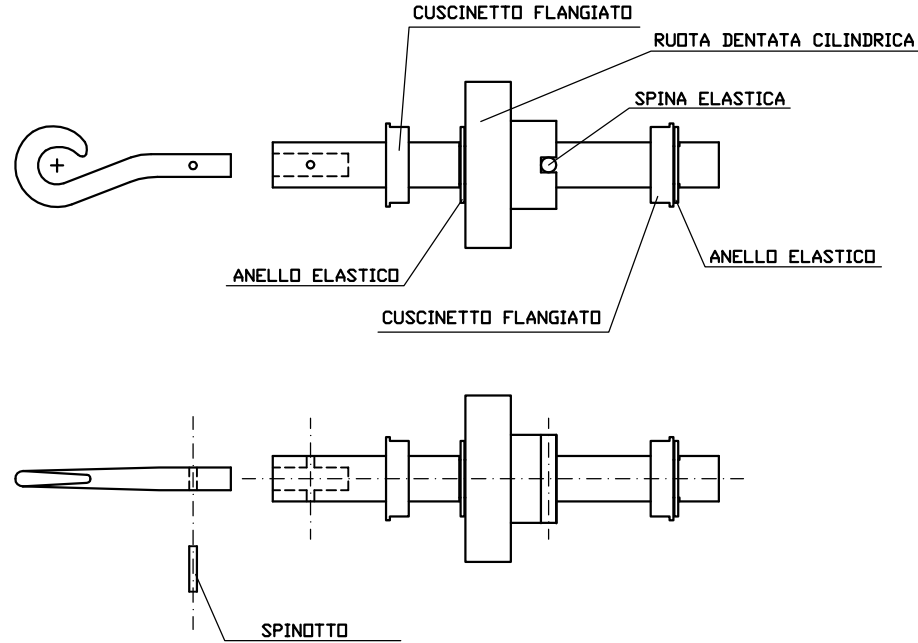 CUSCINETTO FLANGIATO
RUOTA DENTATA CILINDRICA
SPINA ELASTICA
ANELLO ELASTICO
ANELLO ELASTICO
CUSCINETTO FLANGIATO
SPINOTTO